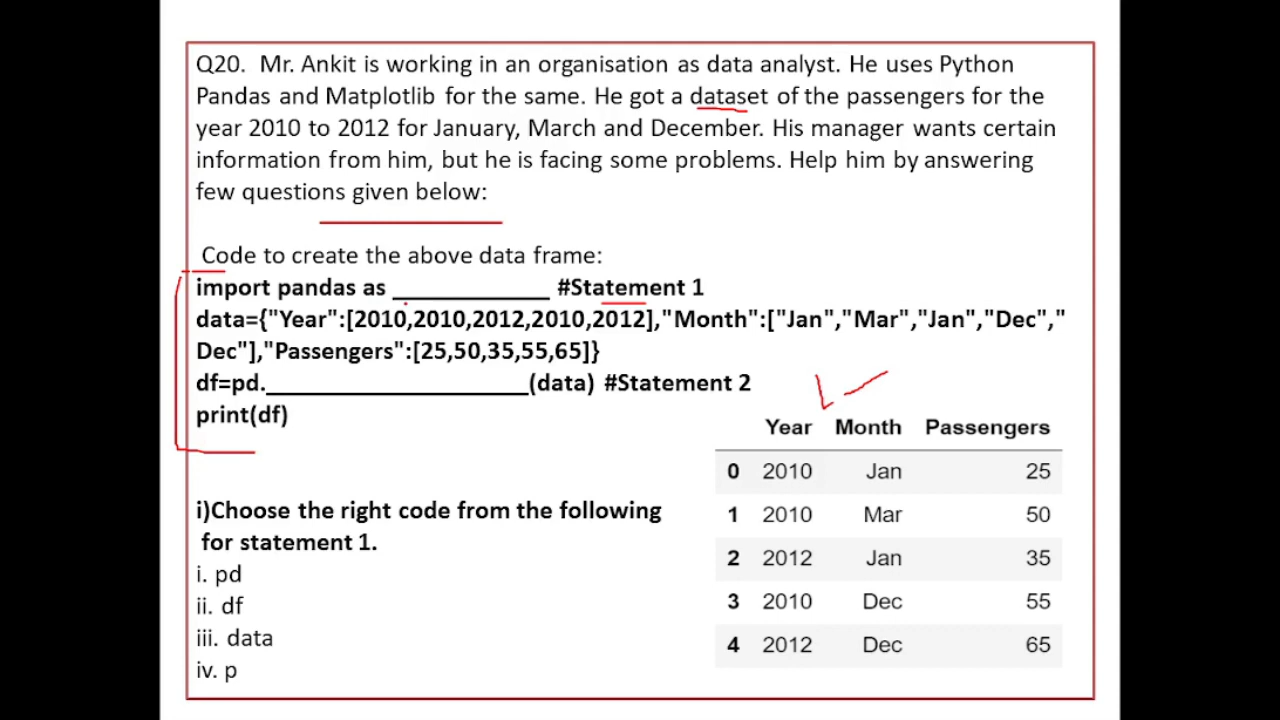 Q20. Mr. Ankit is working in an organisation as data analyst. He uses Python
Pandas and Matplotlib for the same. He got a dataset of the passengers for the
year 2010 to 2012 for January, March and December. His manager wants certain
information from him, but he is facing some problems. Help him by answering
few questions given below:
Code to create the above data frame:
import pandas as ____________ #Statement 1
data={"Year":[2010,2010,2012,2010,2012],"Month":["Jan","Mar","Jan","Dec","
Dec"],"Passengers":[25,50,35,55,65]}
df=pd.____________________(data) #Statement 2
print(df)
Year Month Passengers
0 2010 Jan 25
1 2010 Mar 50
2 2012 Jan 35
3 2010 Dec 55
4 2012 Dec 65
i)Choose the right code from the following
for statement 1.
i. pd
ii. df
iii. data
iv. p